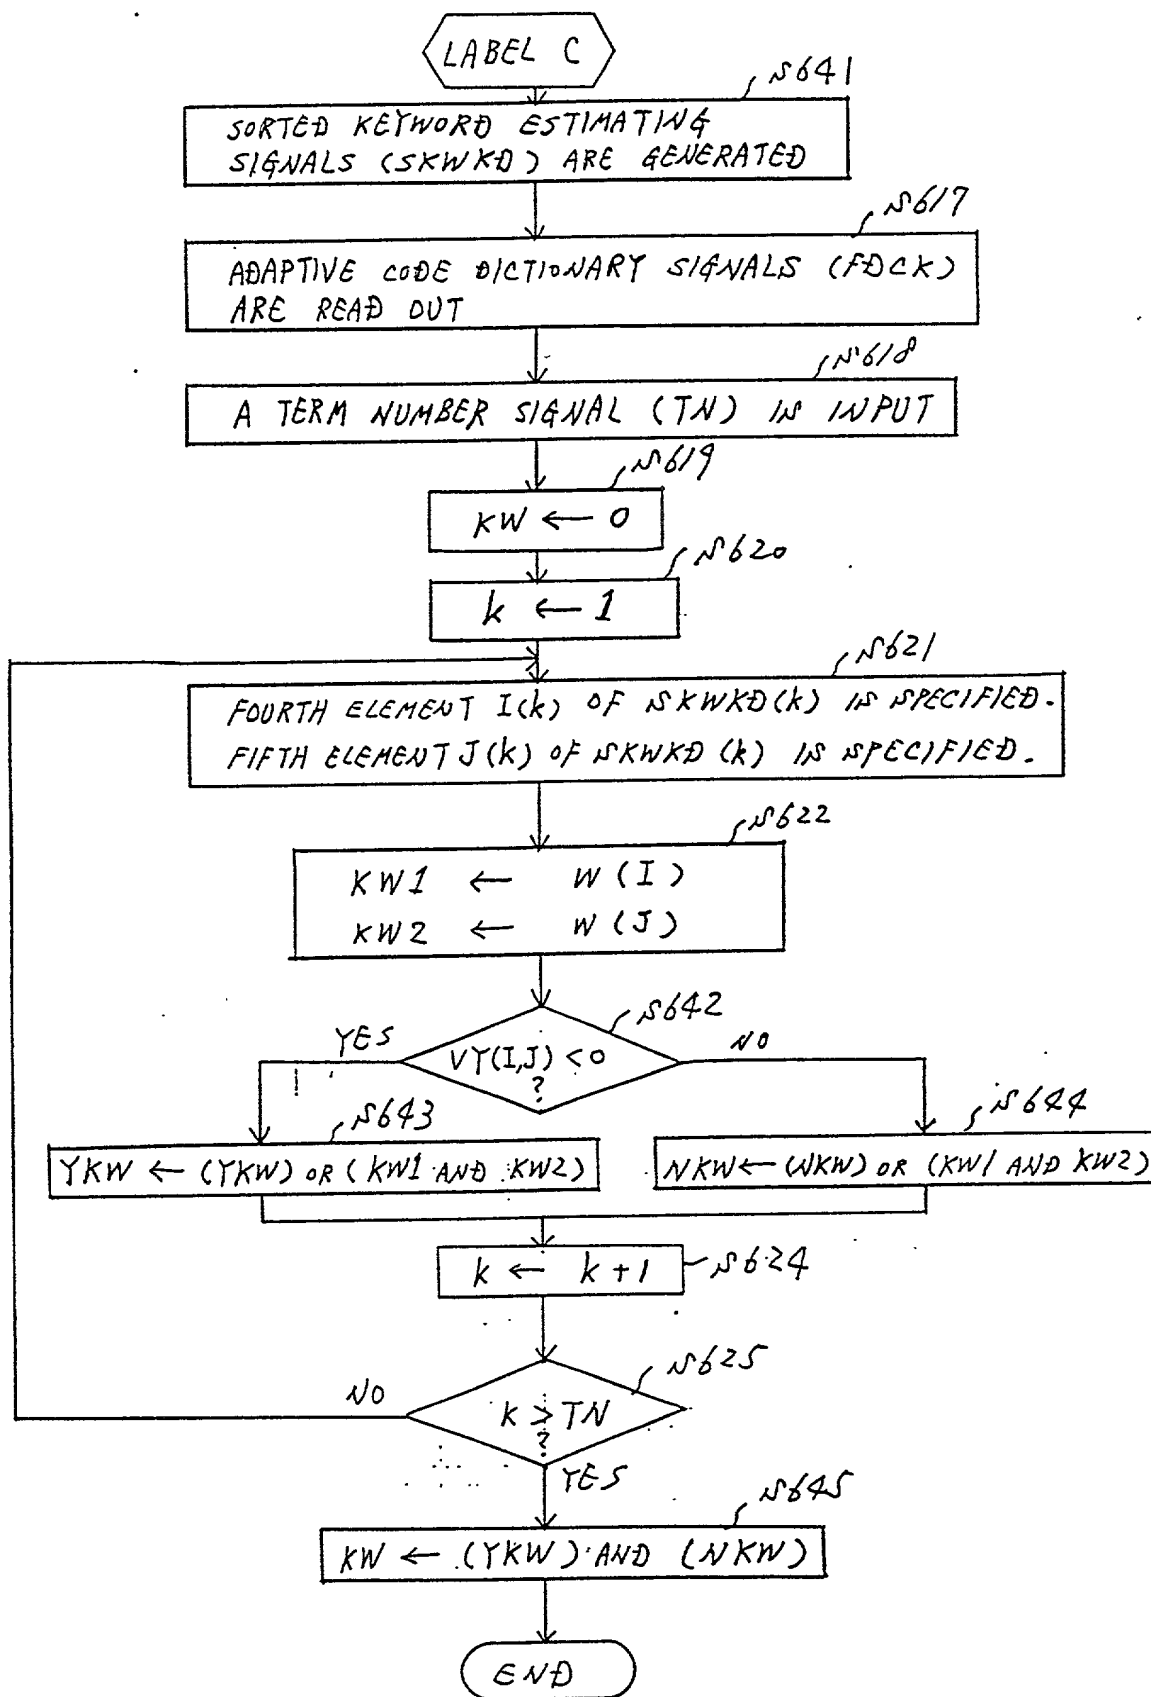 LABEL C
S641
SORTED KEYWORD ESTIMATING
SIGNALS (SKWKD) ARE GENERATED
S617
ADAPTIVE CODE DICTIONARY SIGNALS (FDCK)
ARE READ OUT
S618
A TERM NUMBER SIGNAL (TN) IS INPUT
S619
KW ← 0
S620
k ← 1
S621
FOURTH ELEMENT I(k) OF SKWKD(k) IS SPECIFIED.
FIFTH ELEMENT J(k) OF SKWKD(k) IS SPECIFIED.
S622
KW1 ← W(I)
KW2 ← W(J)
S642
YES
VY(I,J) < 0
?
NO
S643
S644
YKW ← (YKW) OR (KW1 AND KW2)
NKW ← (NKW) OR (KW1 AND KW2)
k ← k+1
S624
S625
NO
k > TN
?
YES
S645
KW ← (YKW) AND (NKW)
END